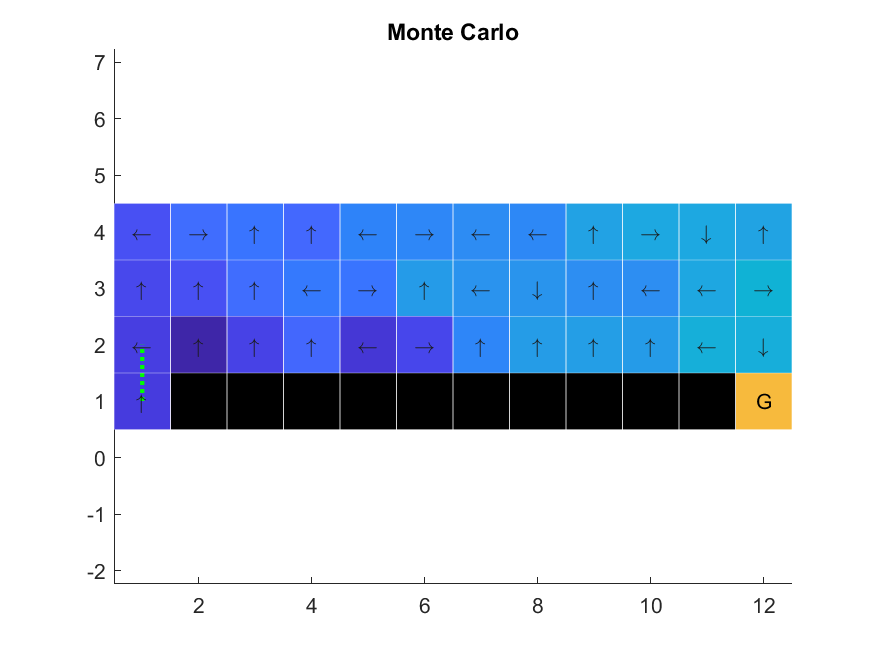 Monte Carlo
7
6
5
4 ← → ↑ ↑ ← → ← ← ↑ → ↓ ↑
3 ↑ ↑ ↑ ← → ↑ ← ↓ ↑ ← ← →
2 ← ↑ ↑ ↑ ← → ↑ ↑ ↑ ↑ ← ↓
1 ↑ G
0
-1
-2
2 4 6 8 10 12